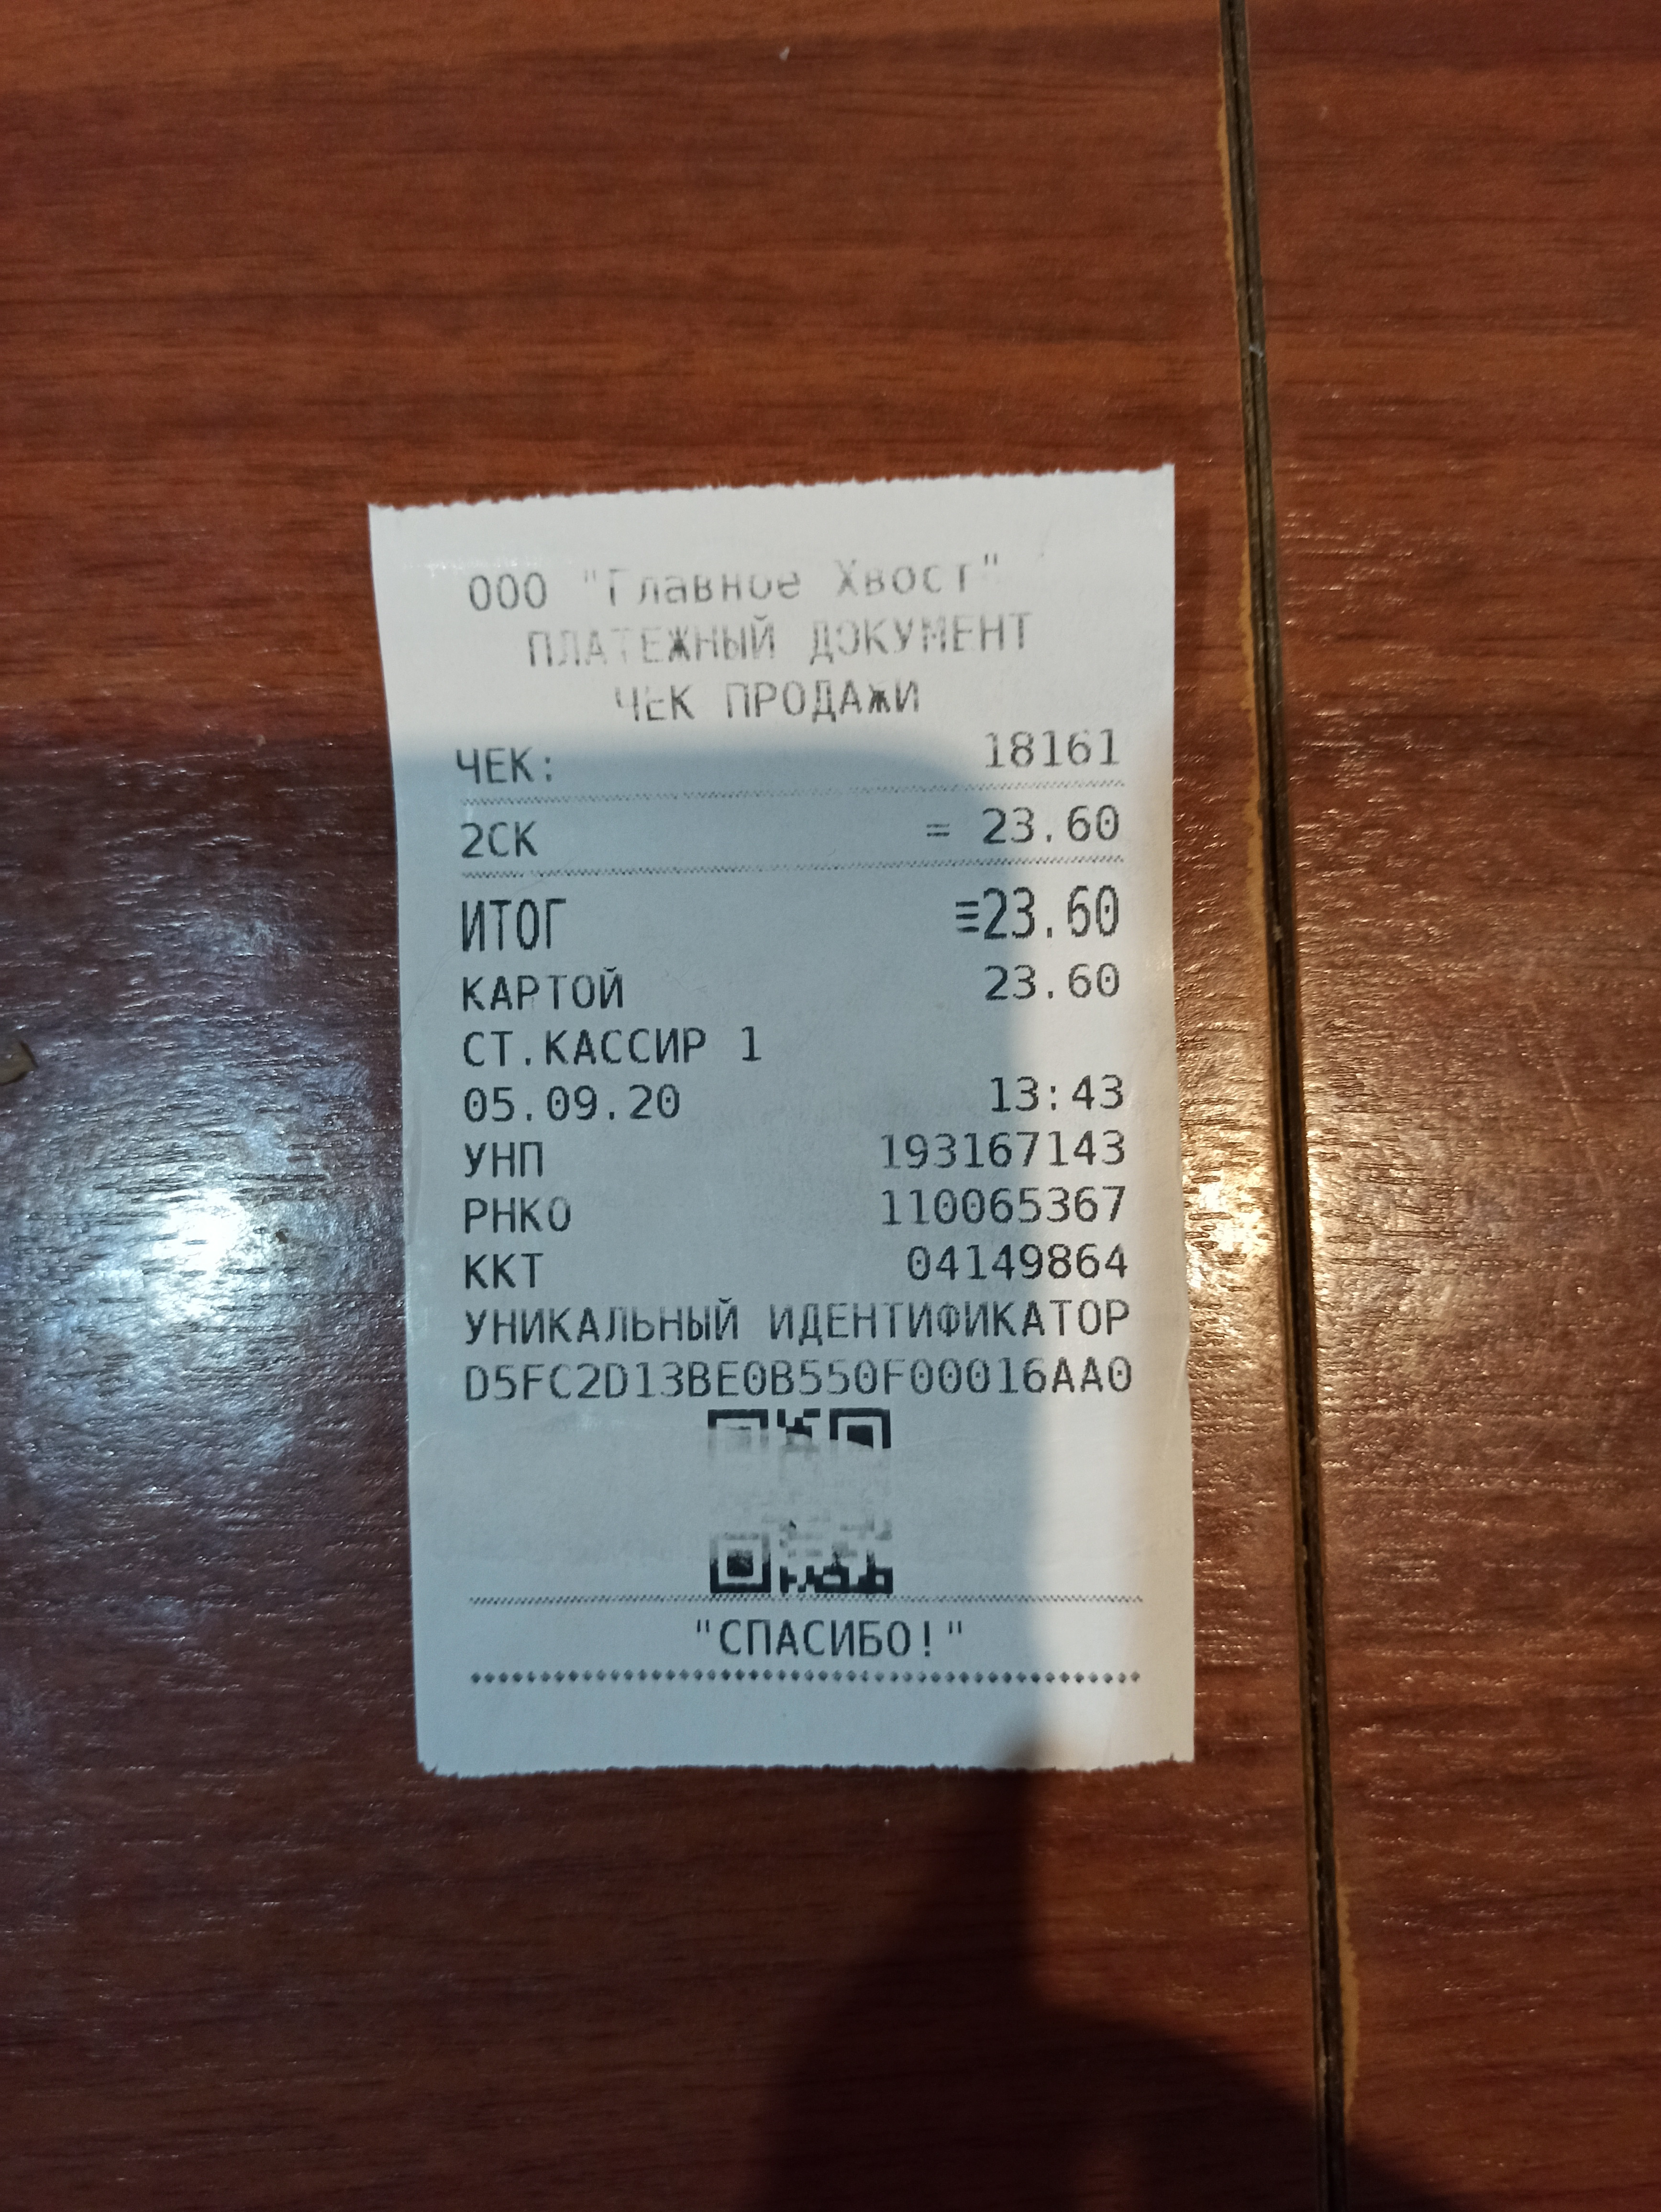 ООО "Главное Хвост"
ПЛАТЕЖНЫЙ ДОКУМЕНТ
ЧЕК ПРОДАЖИ
ЧЕК: 18161
2СК = 23.60
ИТОГ ≡23.60
КАРТОЙ 23.60
СТ.КАССИР 1
05.09.20 13:43
УНП 193167143
РНКО 110065367
ККТ 04149864
УНИКАЛЬНЫЙ ИДЕНТИФИКАТОР
D5FC2D13BE0B550F00016AA0
"СПАСИБО!"